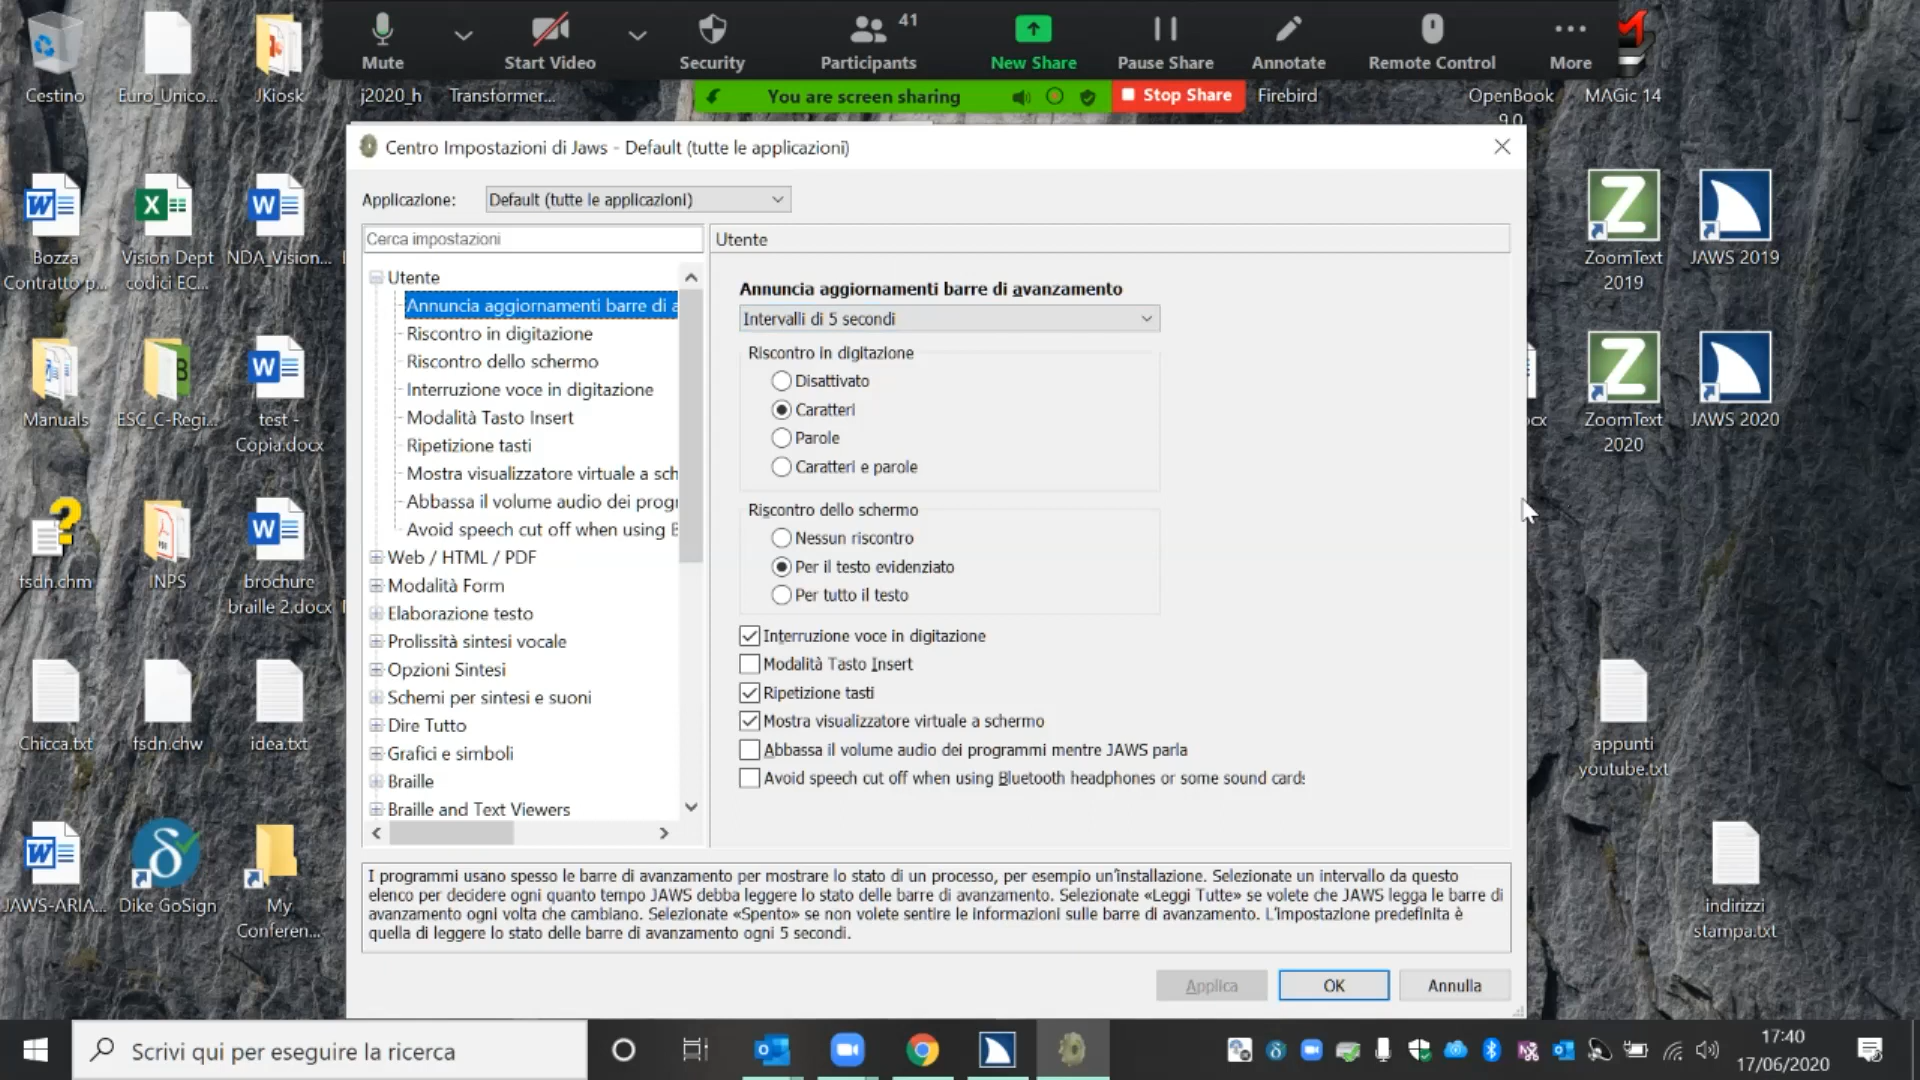 Mute
Start Video
Security
Participants
41
New Share
Pause Share
Annotate
Remote Control
More
You are screen sharing
Stop Share
Cestino
Euro_Unico...
JKiosk
j2020_h
Transformer...
Firebird
OpenBook
9.0
MAGic 14
Bozza
Contratto p...
Vision Dept
codici EC...
NDA_Vision...
Manuals
ESC_C-Regi...
test -
Copia.docx
fsdn.chm
INPS
brochure
braille 2.docx
Chicca.txt
fsdn.chw
idea.txt
JAWS-ARIA...
Dike GoSign
My
Conferen...
Centro Impostazioni di Jaws - Default (tutte le applicazioni)
Applicazione:
Default (tutte le applicazioni)
Cerca impostazioni
Utente
Annuncia aggiornamenti barre di a
Riscontro in digitazione
Riscontro dello schermo
Interruzione voce in digitazione
Modalità Tasto Insert
Ripetizione tasti
Mostra visualizzatore virtuale a sch
Abbassa il volume audio dei progr
Avoid speech cut off when using B
Web / HTML / PDF
Modalità Form
Elaborazione testo
Prolissità sintesi vocale
Opzioni Sintesi
Schemi per sintesi e suoni
Dire Tutto
Grafici e simboli
Braille
Braille and Text Viewers
Utente
Annuncia aggiornamenti barre di avanzamento
Intervalli di 5 secondi
Riscontro in digitazione
Disattivato
Caratteri
Parole
Caratteri e parole
Riscontro dello schermo
Nessun riscontro
Per il testo evidenziato
Per tutto il testo
Interruzione voce in digitazione
Modalità Tasto Insert
Ripetizione tasti
Mostra visualizzatore virtuale a schermo
Abbassa il volume audio dei programmi mentre JAWS parla
Avoid speech cut off when using Bluetooth headphones or some sound cards
I programmi usano spesso le barre di avanzamento per mostrare lo stato di un processo, per esempio un'installazione. Selezionate un intervallo da questo
elenco per decidere ogni quanto tempo JAWS debba leggere lo stato delle barre di avanzamento. Selezionate «Leggi Tutte» se volete che JAWS legga le barre di
avanzamento ogni volta che cambiano. Selezionate «Spento» se non volete sentire le informazioni sulle barre di avanzamento. L'impostazione predefinita è
quella di leggere lo stato delle barre di avanzamento ogni 5 secondi.
Applica
OK
Annulla
ZoomText
2019
JAWS 2019
ocx
ZoomText
2020
JAWS 2020
appunti
youtube.txt
indirizzi
stampa.txt
Scrivi qui per eseguire la ricerca
17:40
17/06/2020